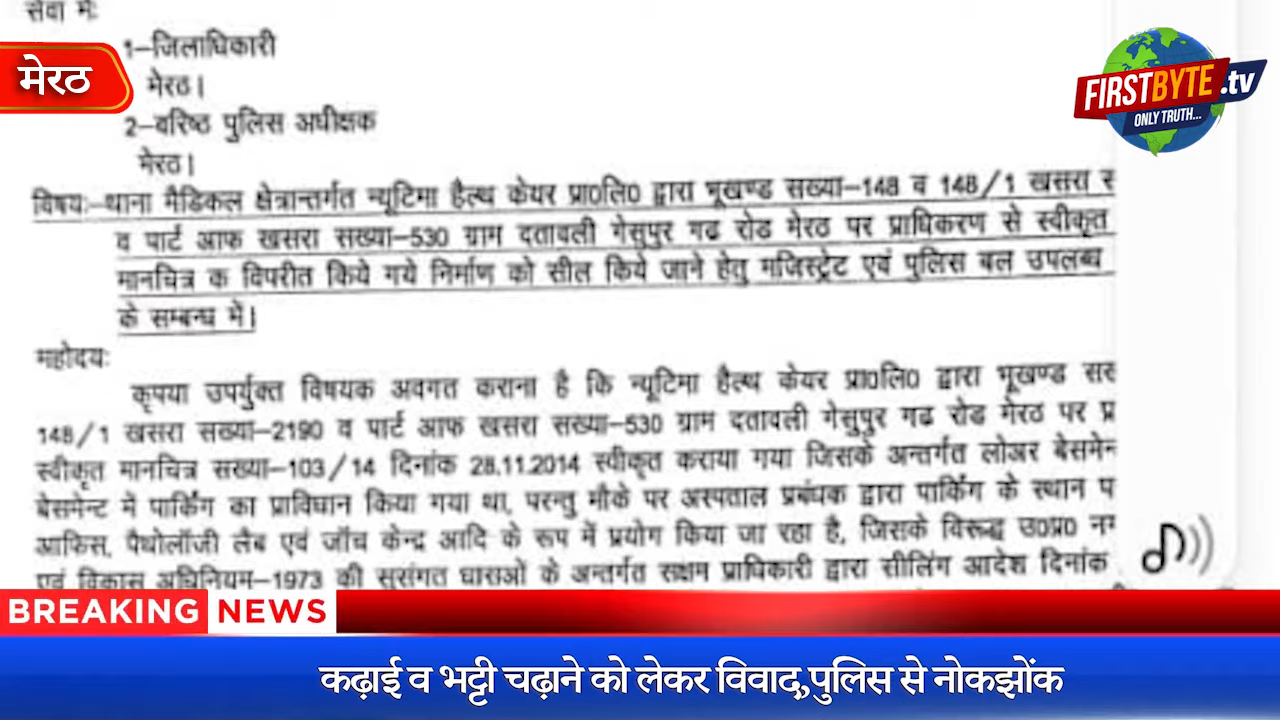 सेवा में:
1–जिलाधिकारी
मेरठ।
मेरठ
FIRSTBYTE.tv
ONLY TRUTH...
2–वरिष्ठ पुलिस अधीक्षक
मेरठ।
विषयः–थाना मैडिकल क्षेत्रान्तर्गत न्यूटिमा हैल्थ केयर प्रा0लि0 द्वारा भूखण्ड सख्या–148 व 148/1 खसरा
व पार्ट आफ खसरा सख्या–530 ग्राम दतावली गेसुपुर गढ रोड मेरठ पर प्राधिकरण से स्वीकृत
मानचित्र क विपरीत किये गये निर्माण को सील किये जाने हेतु मजिस्ट्रेट एवं पुलिस बल उपलब्ध
के सम्बन्ध में।
महोदयः
कृपया उपर्युक्त विषयक अवगत कराना है कि न्यूटिमा हैल्थ केयर प्रा0लि0 द्वारा भूखण्ड
148/1 खसरा सख्या–2190 व पार्ट आफ खसरा सख्या–530 ग्राम दतावली गेसुपुर गढ रोड मेरठ पर
स्वीकृत मानचित्र सख्या–103/14 दिनांक 28.11.2014 स्वीकृत कराया गया जिसके अन्तर्गत लोअर
बेसमेन्ट में पार्किंग का प्राविधान किया गया था, परन्तु मौके पर अस्पताल प्रबंधक द्वारा पार्किंग के स्थान
आफिस, पैथोलॉजी लैब एवं जॉच केन्द्र आदि के रूप में प्रयोग किया जा रहा है, जिसके विरूद्ध उ0प्र0
एवं विकास अधिनियम–1973 की सुसंगत धाराओ के अन्तर्गत सक्षम प्राधिकारी द्वारा सीलिंग आदेश दिनांक
BREAKING NEWS
कढ़ाई व भट्टी चढ़ाने को लेकर विवाद,पुलिस से नोकझोंक